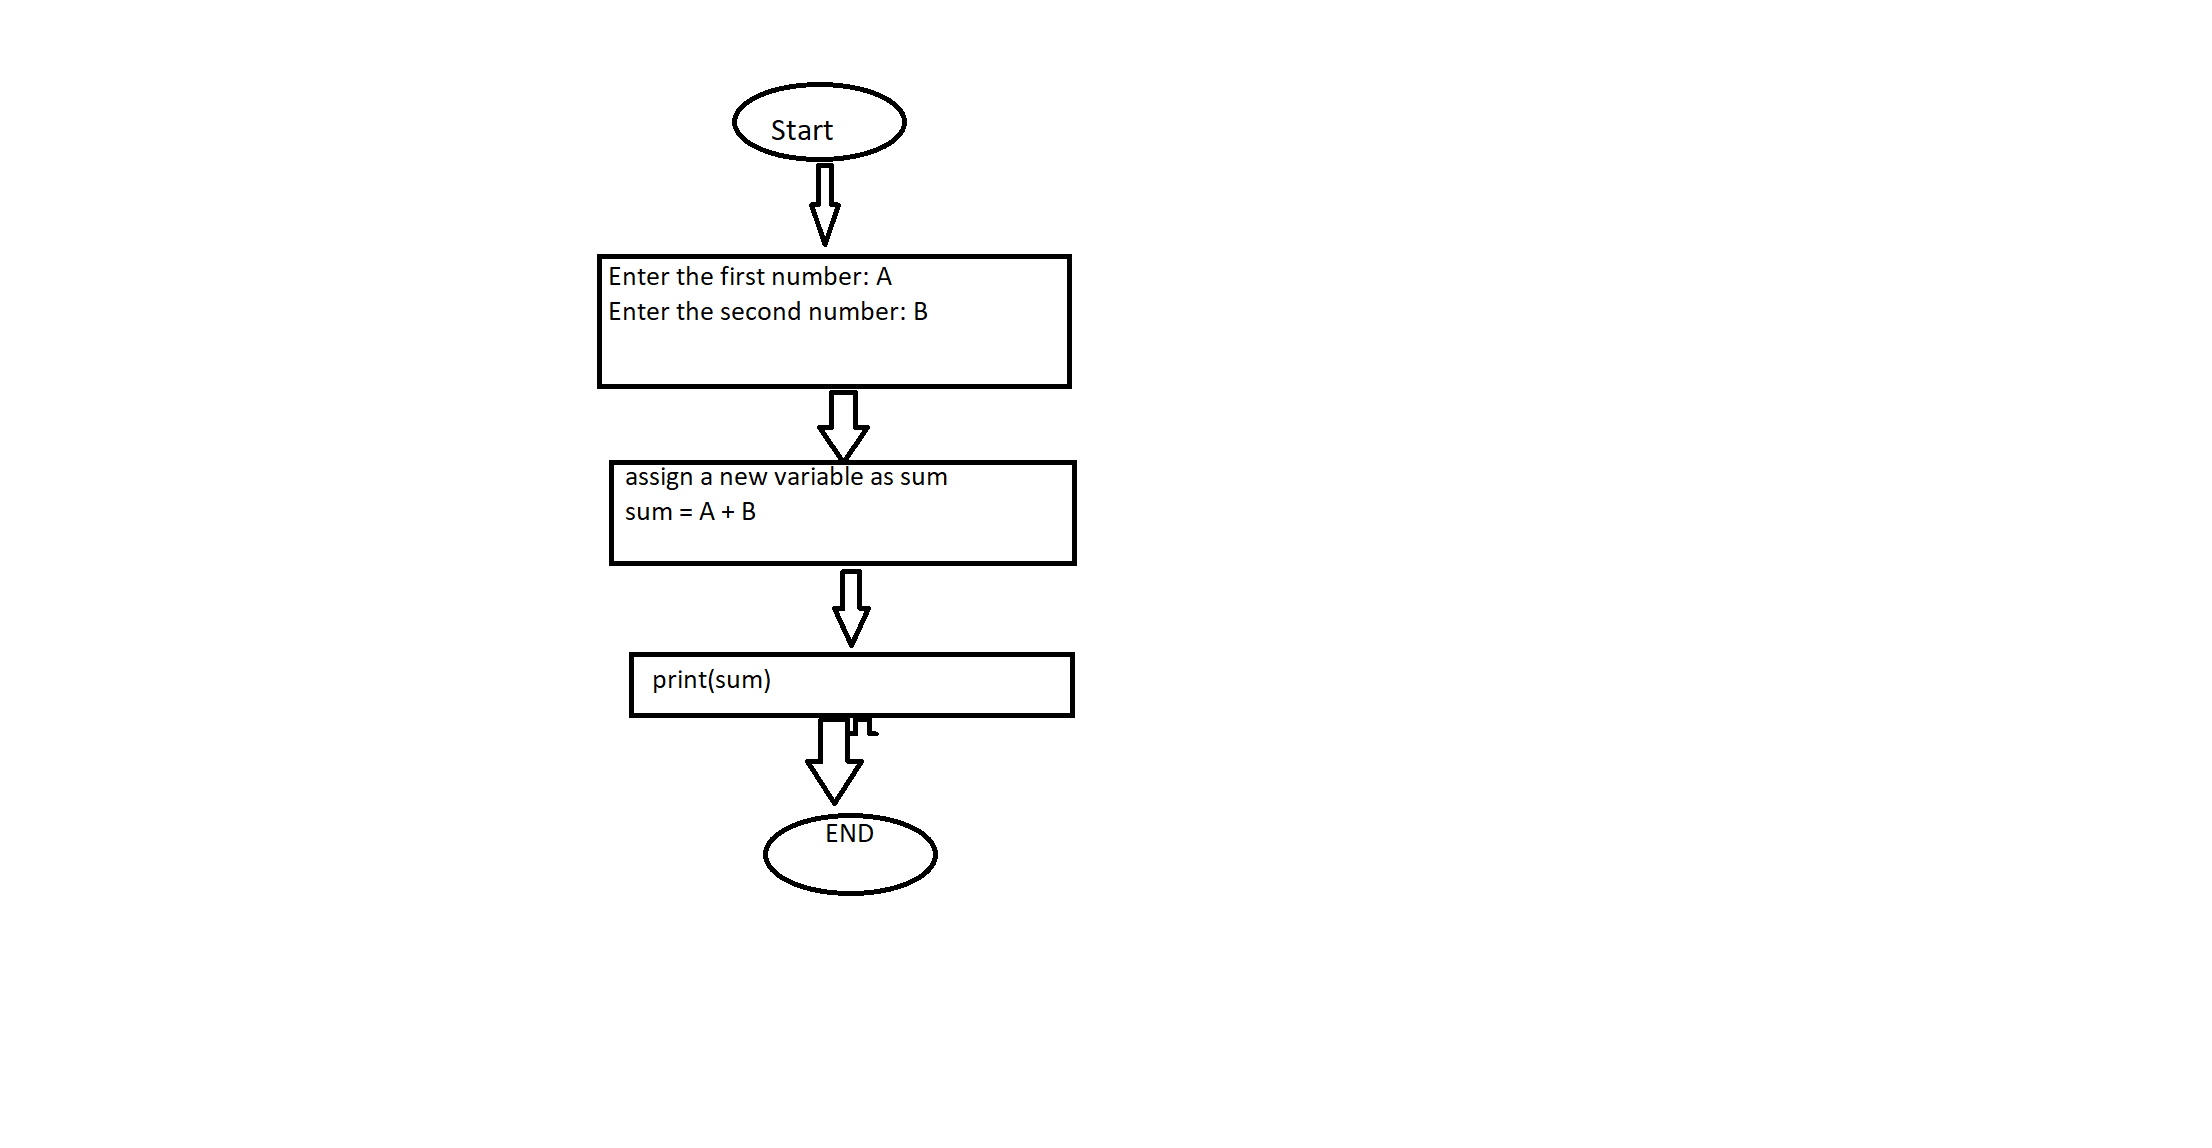 Start
Enter the first number: A
Enter the second number: B
assign a new variable as sum
sum = A + B
print(sum)
END